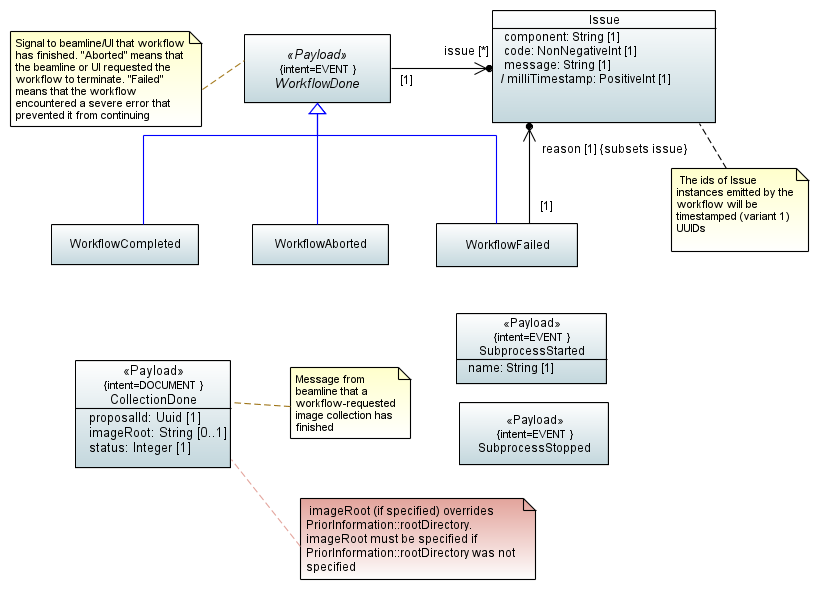 Signal to beamline/UI that workflow
has finished. "Aborted" means that
the beamline or UI requested the
workflow to terminate. "Failed"
means that the workflow
encountered a severe error that
prevented it from continuing
«Payload»
{intent=EVENT }
WorkflowDone
issue [*]
[1]
Issue
component: String [1]
code: NonNegativeInt [1]
message: String [1]
/ milliTimestamp: PositiveInt [1]
reason [1] {subsets issue}
[1]
The ids of Issue
instances emitted by the
workflow will be
timestamped (variant 1)
UUIDs
WorkflowCompleted
WorkflowAborted
WorkflowFailed
«Payload»
{intent=EVENT }
SubprocessStarted
name: String [1]
«Payload»
{intent=DOCUMENT }
CollectionDone
proposalId: Uuid [1]
imageRoot: String [0..1]
status: Integer [1]
Message from
beamline that a
workflow-requested
image collection has
finished
«Payload»
{intent=EVENT }
SubprocessStopped
imageRoot (if specified) overrides
PriorInformation::rootDirectory.
imageRoot must be specified if
PriorInformation::rootDirectory was not
specified